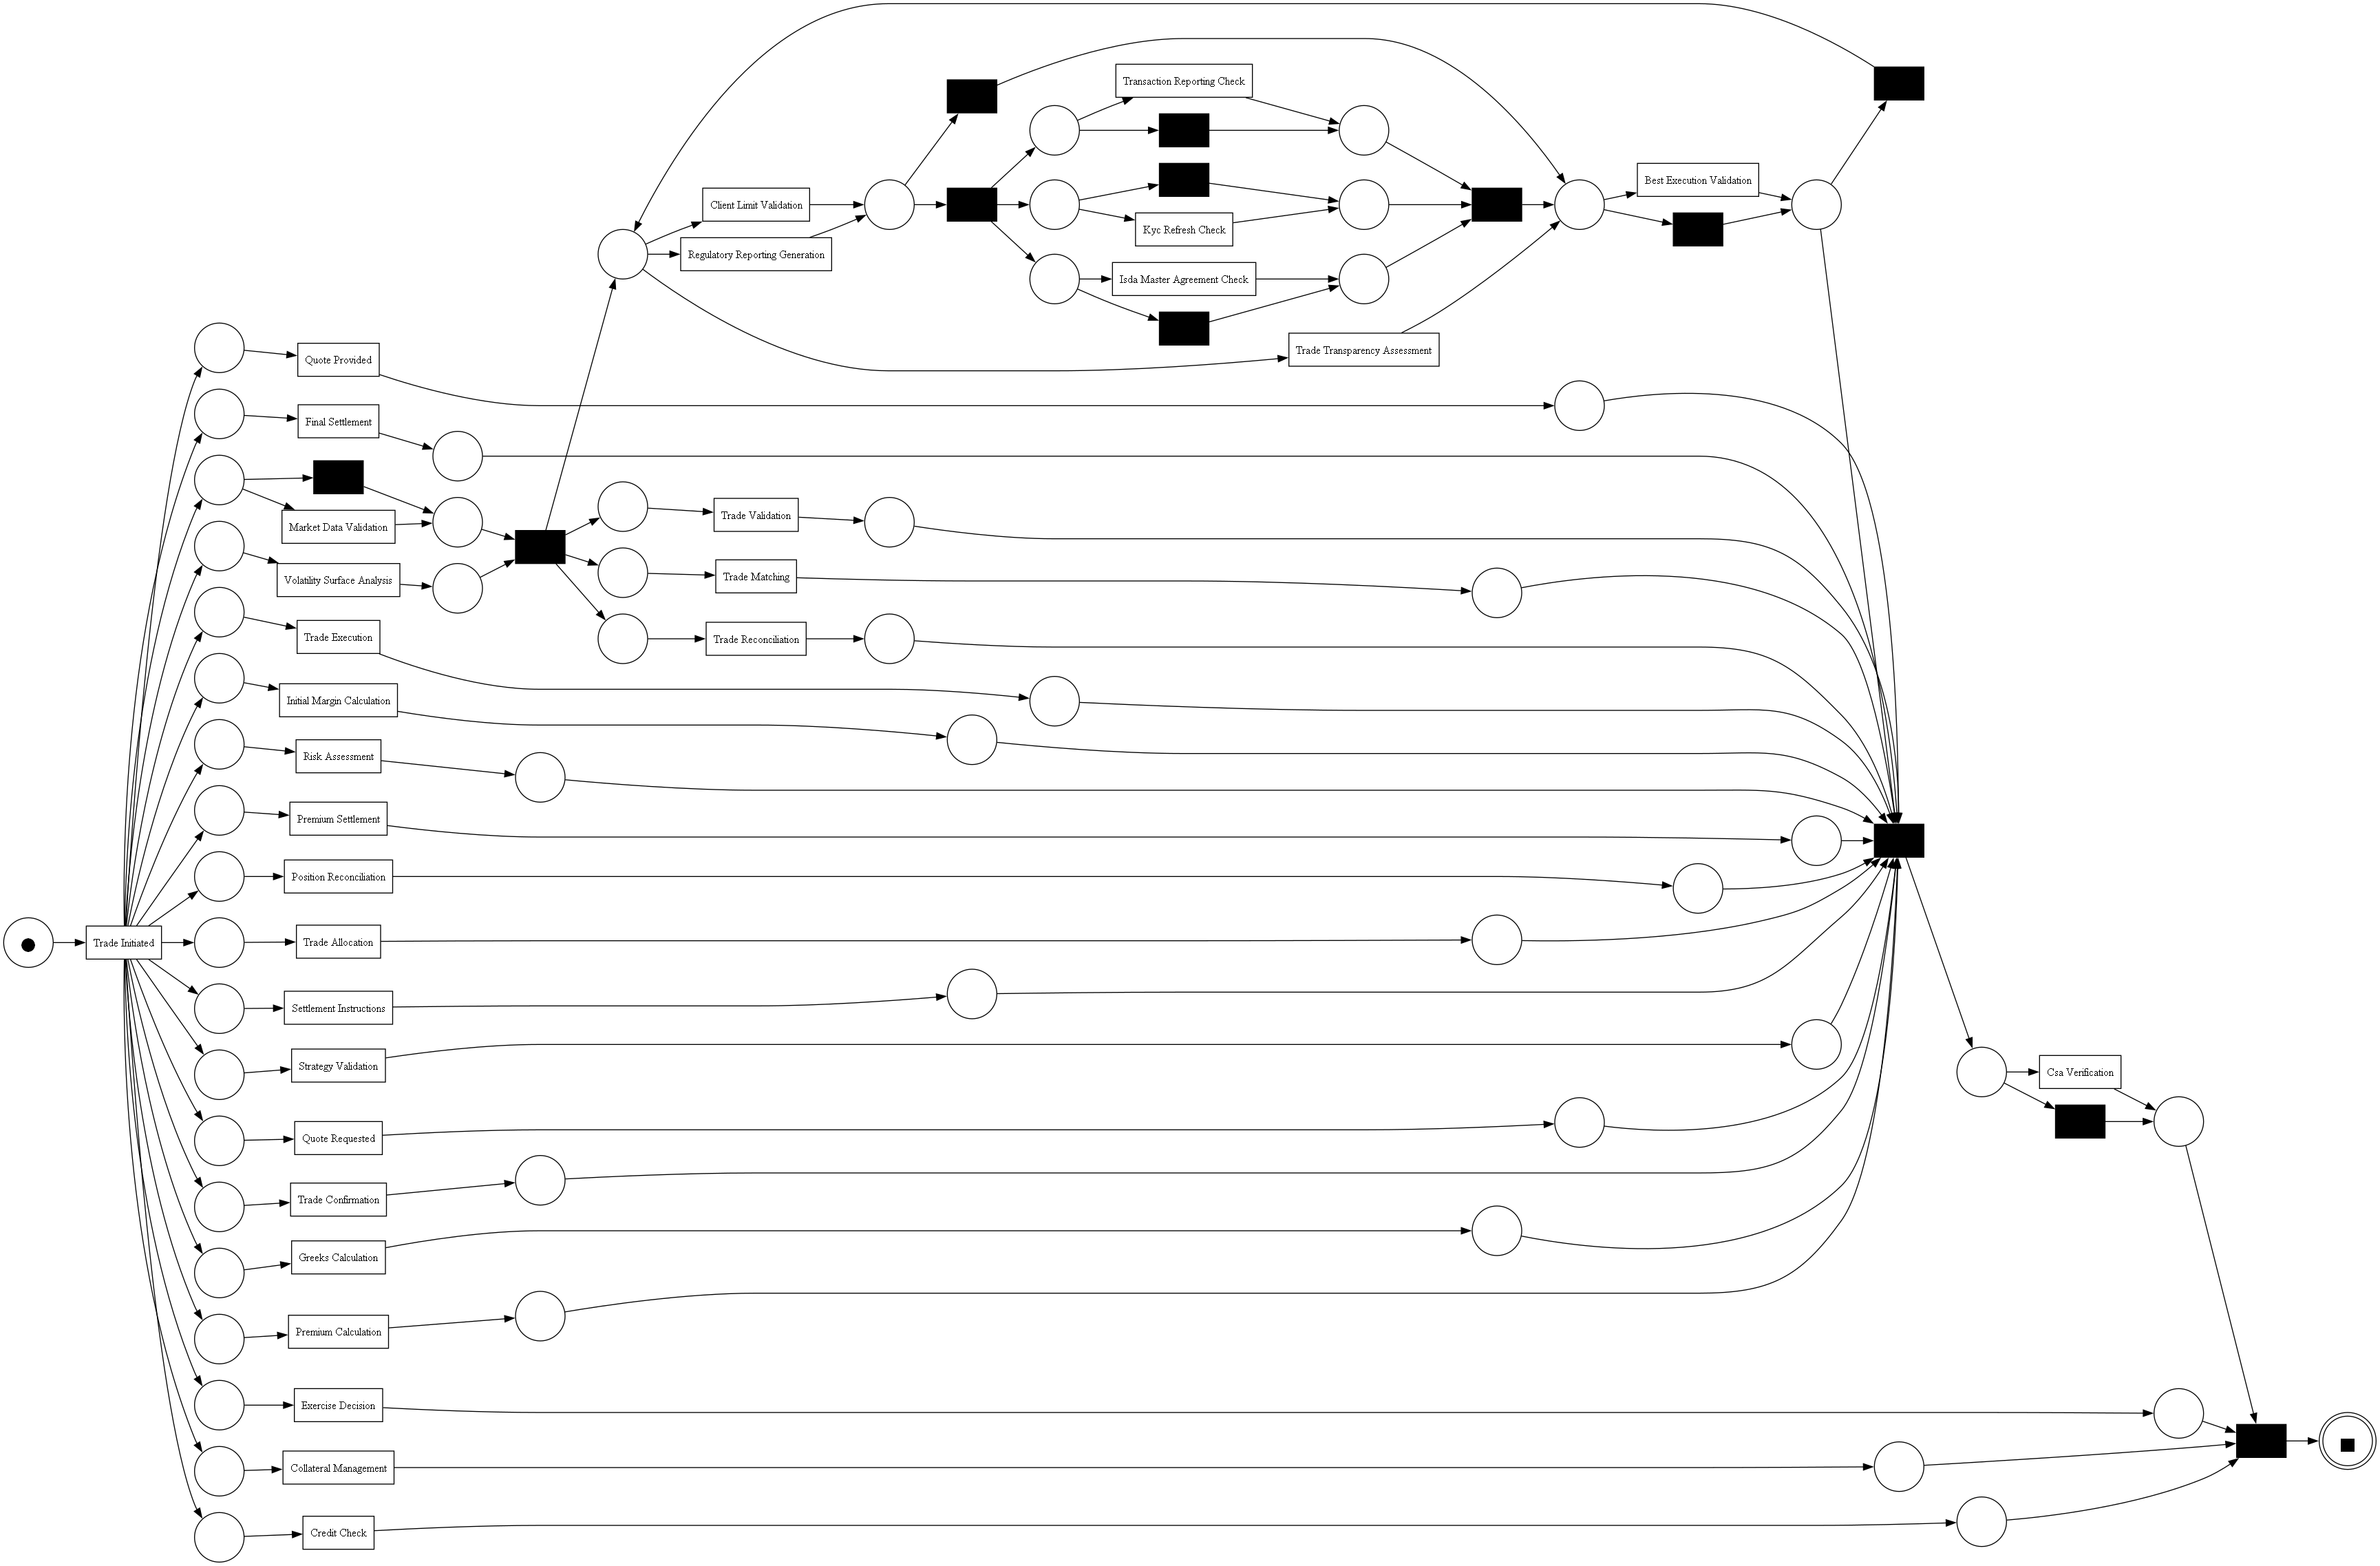 Transaction Reporting Check
Best Execution Validation
Client Limit Validation
Kyc Refresh Check
Regulatory Reporting Generation
Isda Master Agreement Check
Trade Transparency Assessment
Quote Provided
Final Settlement
Market Data Validation
Trade Validation
Volatility Surface Analysis
Trade Matching
Trade Execution
Trade Reconciliation
Initial Margin Calculation
Risk Assessment
Premium Settlement
Position Reconciliation
Trade Initiated
Trade Allocation
Settlement Instructions
Strategy Validation
Csa Verification
Quote Requested
Trade Confirmation
Greeks Calculation
Premium Calculation
Exercise Decision
Collateral Management
Credit Check